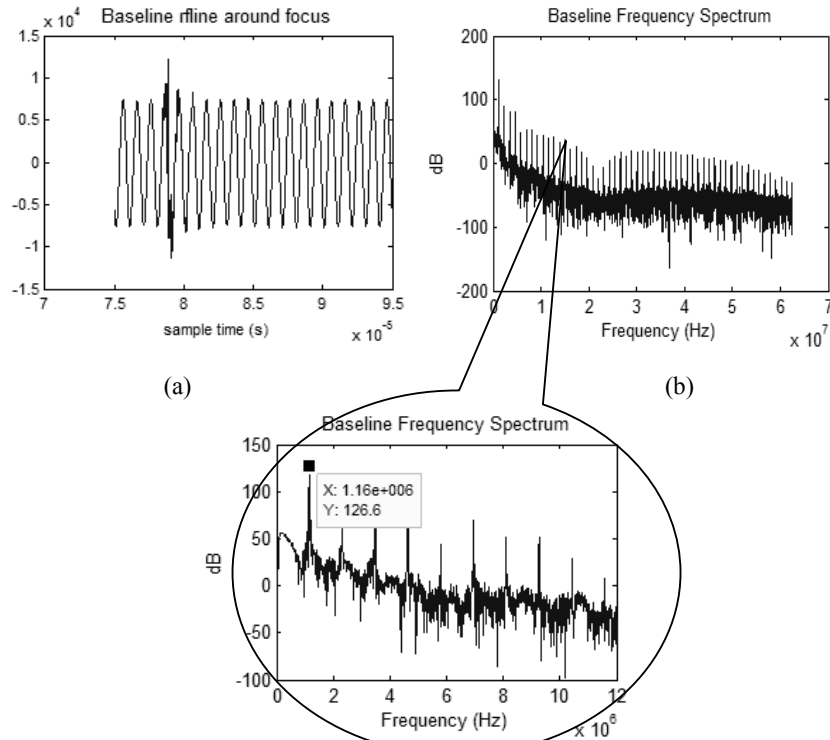 Baseline rfline around focus
x 10^4
1.5
1
0.5
0
-0.5
-1
-1.5
7
7.5
8
8.5
9
9.5
sample time (s)
x 10^-5
(a)
Baseline Frequency Spectrum
200
100
0
-100
-200
dB
0
1
2
3
4
5
6
7
Frequency (Hz)
x 10^7
(b)
Baseline Frequency Spectrum
150
100
50
0
-50
-100
dB
X: 1.16e+006
Y: 126.6
0
2
4
6
8
10
12
Frequency (Hz)
x 10^6